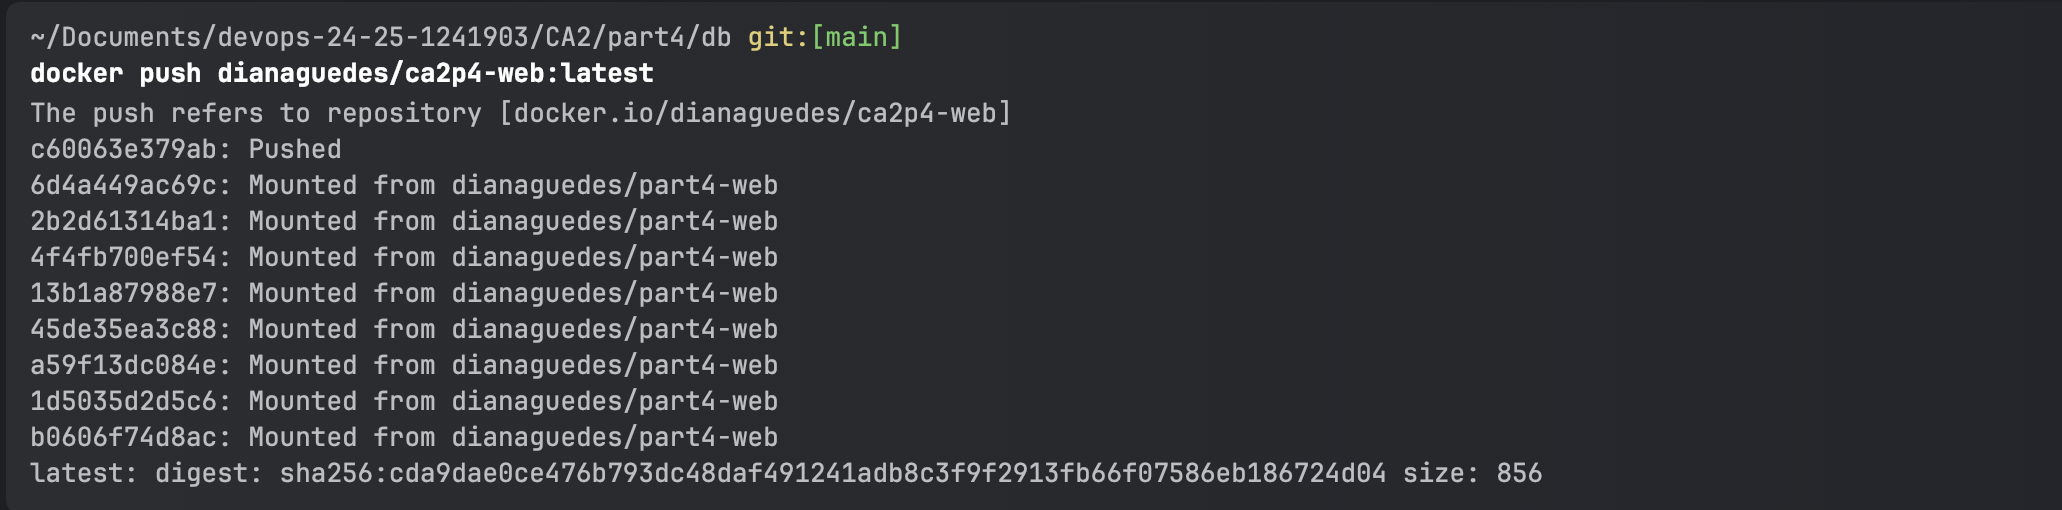 ~/Documents/devops-24-25-1241903/CA2/part4/db git:[main]
docker push dianaguedes/ca2p4-web:latest
The push refers to repository [docker.io/dianaguedes/ca2p4-web]
c60063e379ab: Pushed
6d4a449ac69c: Mounted from dianaguedes/part4-web
2b2d61314ba1: Mounted from dianaguedes/part4-web
4f4fb700ef54: Mounted from dianaguedes/part4-web
13b1a87988e7: Mounted from dianaguedes/part4-web
45de35ea3c88: Mounted from dianaguedes/part4-web
a59f13dc084e: Mounted from dianaguedes/part4-web
1d5035d2d5c6: Mounted from dianaguedes/part4-web
b0606f74d8ac: Mounted from dianaguedes/part4-web
latest: digest: sha256:cda9dae0ce476b793dc48daf491241adb8c3f9f2913fb66f07586eb186724d04 size: 856